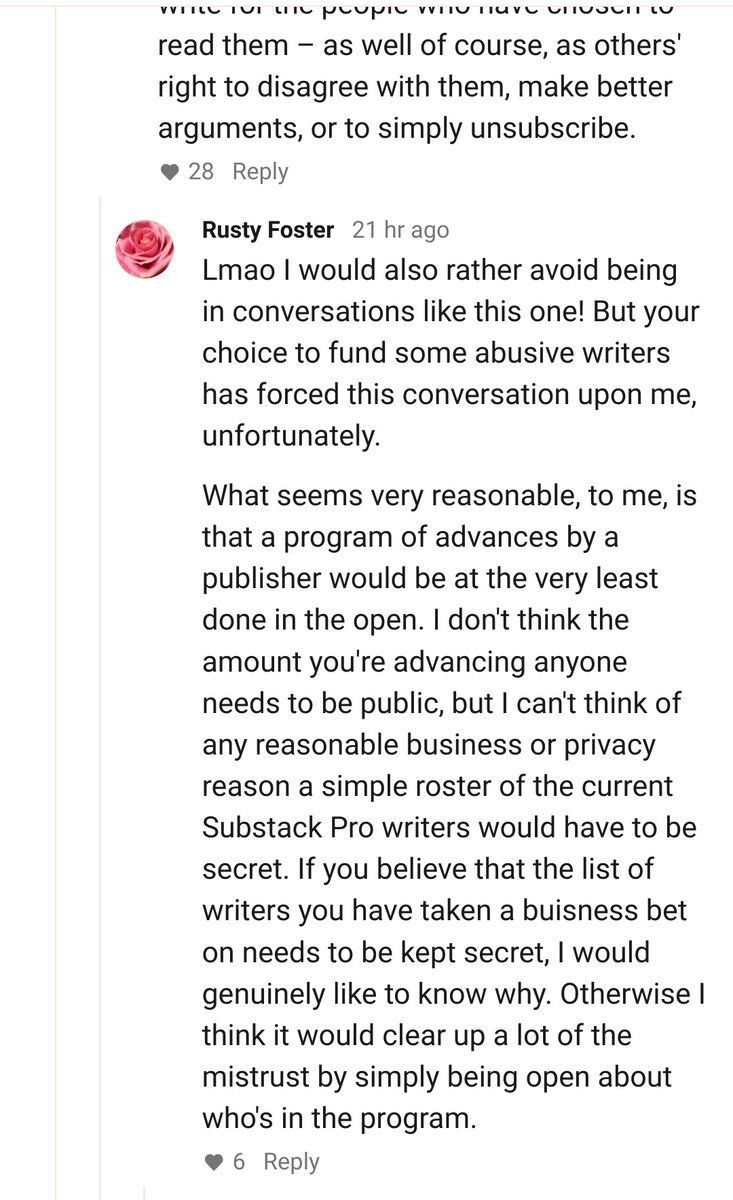 write for the people who have chosen to
read them – as well of course, as others'
right to disagree with them, make better
arguments, or to simply unsubscribe.
28 Reply
Rusty Foster 21 hr ago
Lmao I would also rather avoid being
in conversations like this one! But your
choice to fund some abusive writers
has forced this conversation upon me,
unfortunately.
What seems very reasonable, to me, is
that a program of advances by a
publisher would be at the very least
done in the open. I don't think the
amount you're advancing anyone
needs to be public, but I can't think of
any reasonable business or privacy
reason a simple roster of the current
Substack Pro writers would have to be
secret. If you believe that the list of
writers you have taken a buisness bet
on needs to be kept secret, I would
genuinely like to know why. Otherwise I
think it would clear up a lot of the
mistrust by simply being open about
who's in the program.
6 Reply